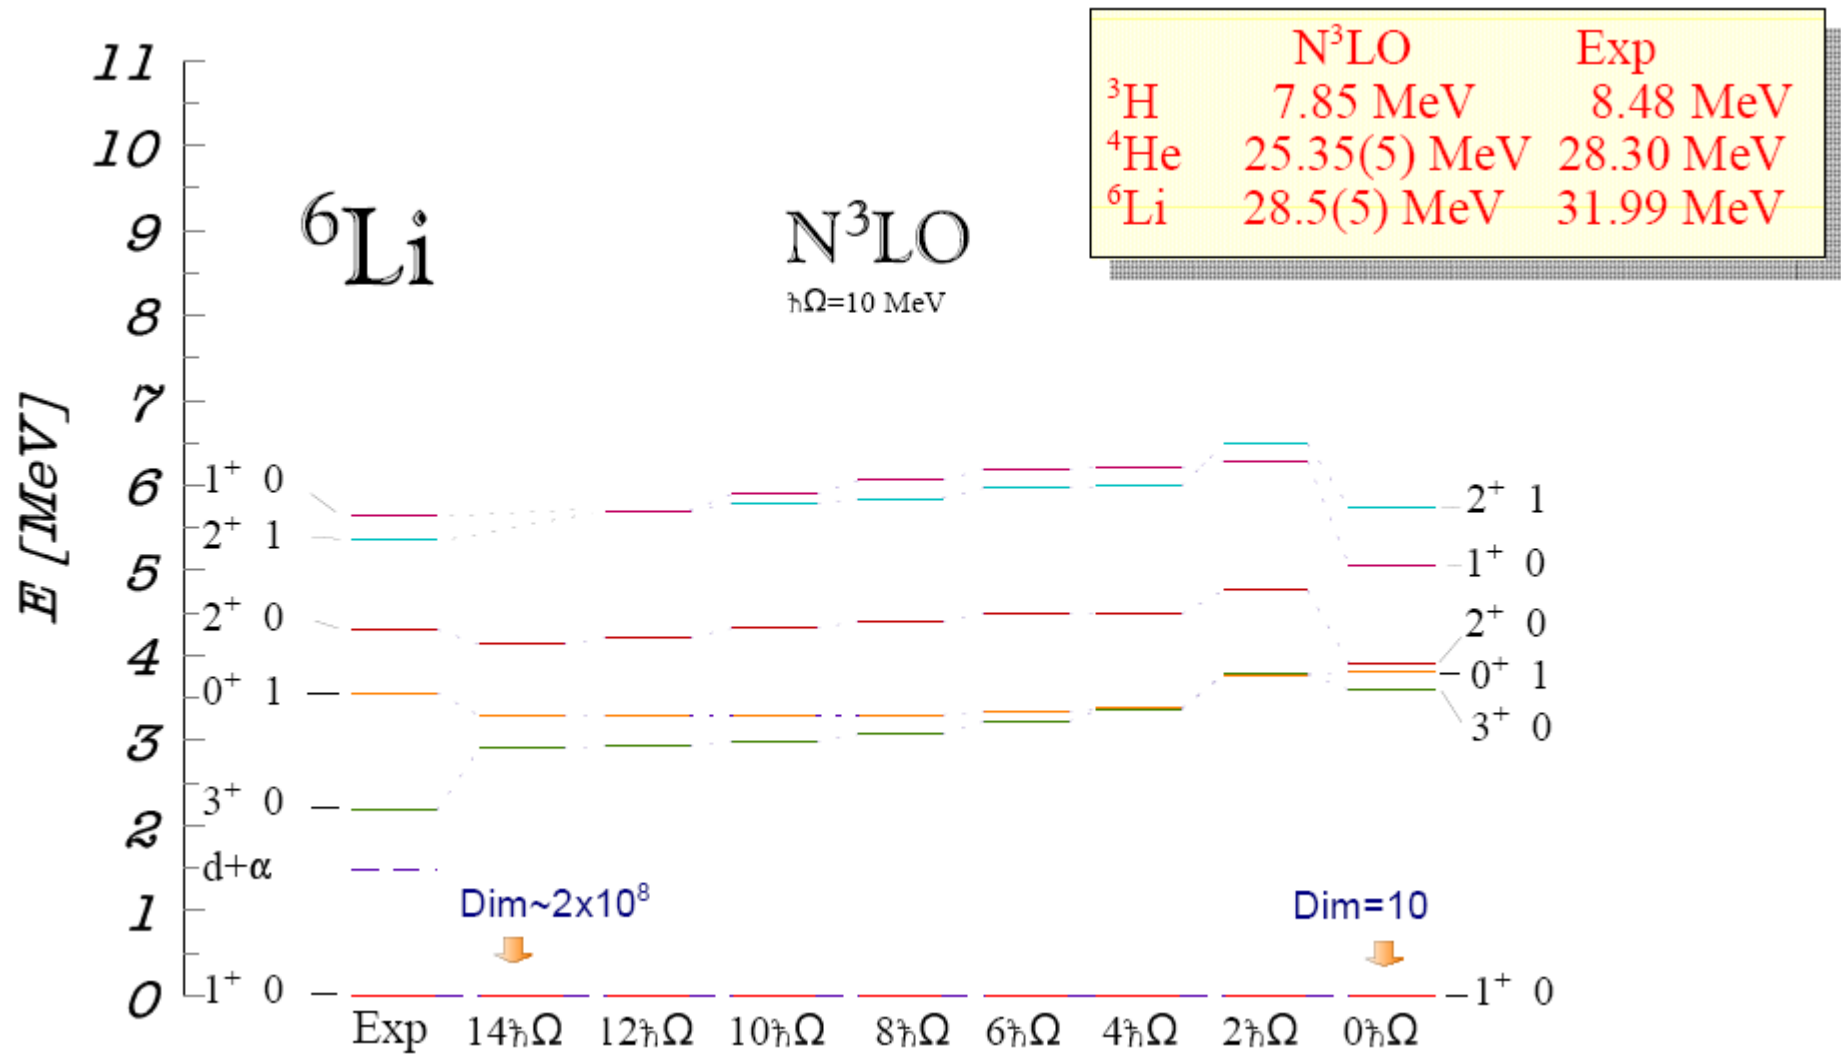 N³LO Exp
³H 7.85 MeV 8.48 MeV
⁴He 25.35(5) MeV 28.30 MeV
⁶Li 28.5(5) MeV 31.99 MeV
⁶Li
N³LO
ħΩ=10 MeV
E [MeV]
11
10
9
8
7
6
5
4
3
2
1
0
1⁺ 0
2⁺ 1
2⁺ 0
0⁺ 1
3⁺ 0
d+α
1⁺ 0
Dim~2x10⁸
Dim=10
2⁺ 1
1⁺ 0
2⁺ 0
0⁺ 1
3⁺ 0
1⁺ 0
Exp 14ħΩ 12ħΩ 10ħΩ 8ħΩ 6ħΩ 4ħΩ 2ħΩ 0ħΩ